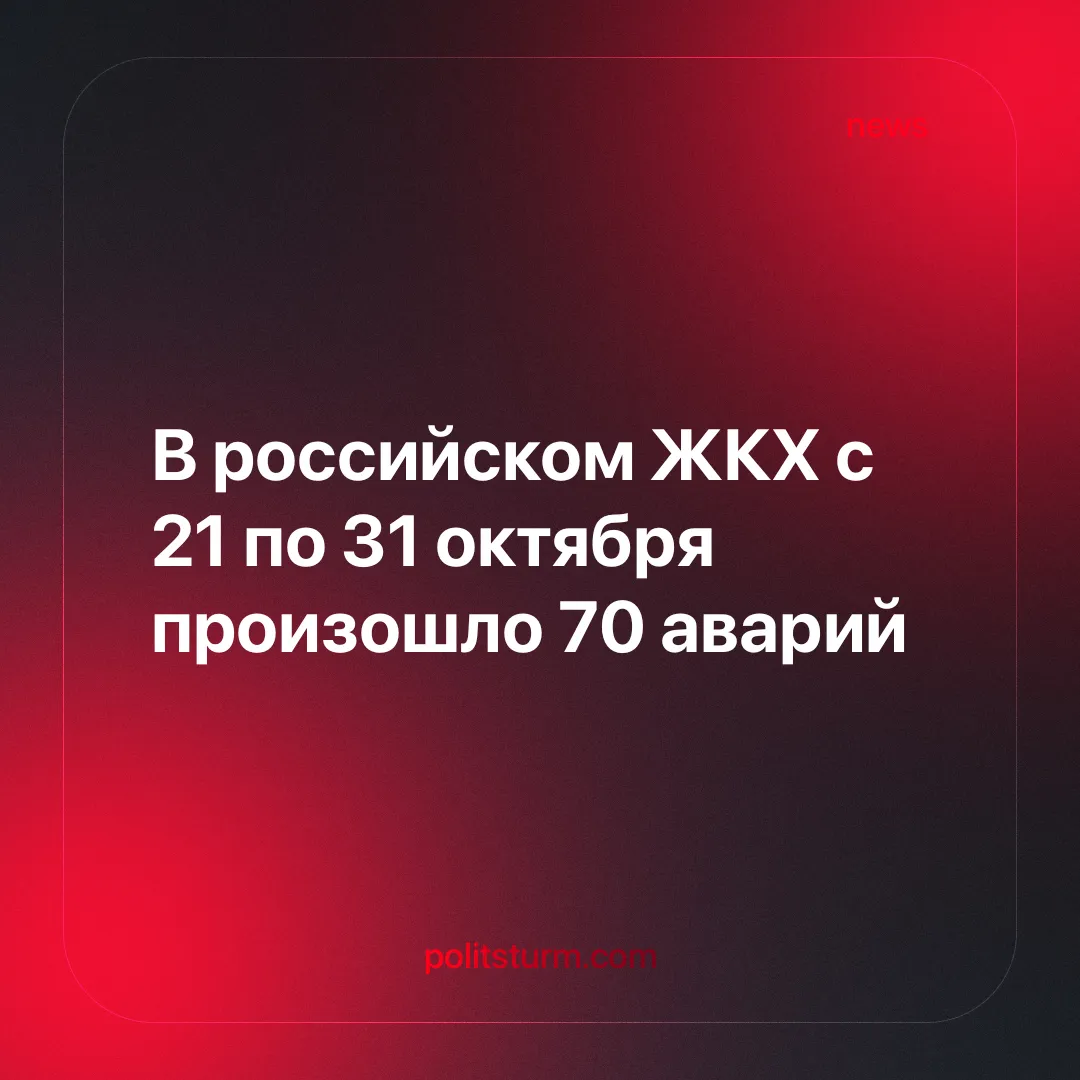 news
В российском ЖКХ с
21 по 31 октября
произошло 70 аварий
politsturm.com